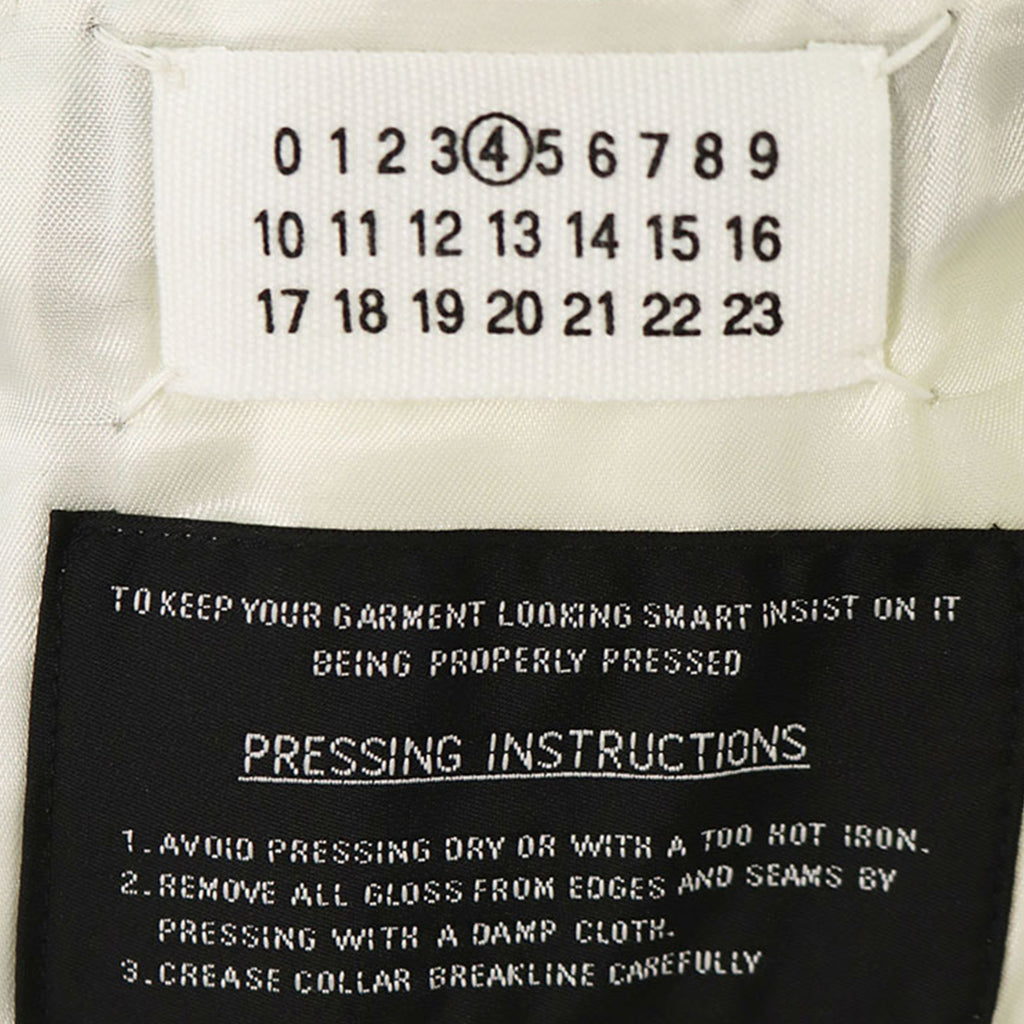 0 1 2 3 4 5 6 7 8 9
10 11 12 13 14 15 16
17 18 19 20 21 22 23
TO KEEP YOUR GARMENT LOOKING SMART INSIST ON IT
BEING PROPERLY PRESSED
PRESSING INSTRUCTIONS
1. AVOID PRESSING DRY OR WITH A TOO HOT IRON.
2. REMOVE ALL GLOSS FROM EDGES AND SEAMS BY
PRESSING WITH A DAMP CLOTH.
3. CREASE COLLAR BREAKLINE CAREFULLY